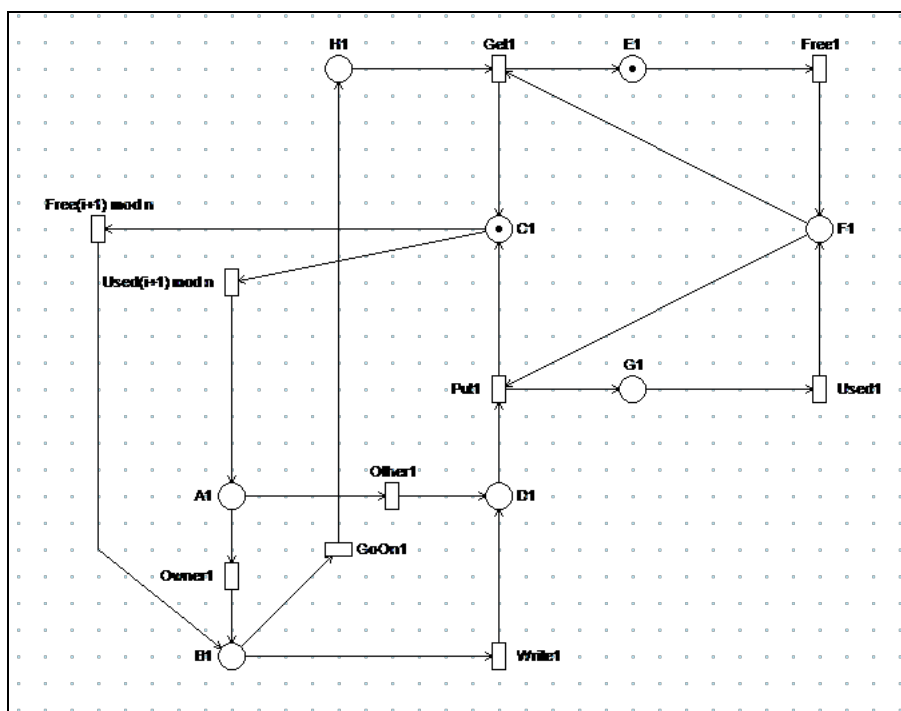 H1
Get1
E1
Free1
Free(i+1) mod n
C1
F1
Used(i+1) mod n
G1
Put1
Used1
Other1
A1
D1
GoOn1
Owner1
B1
Write1